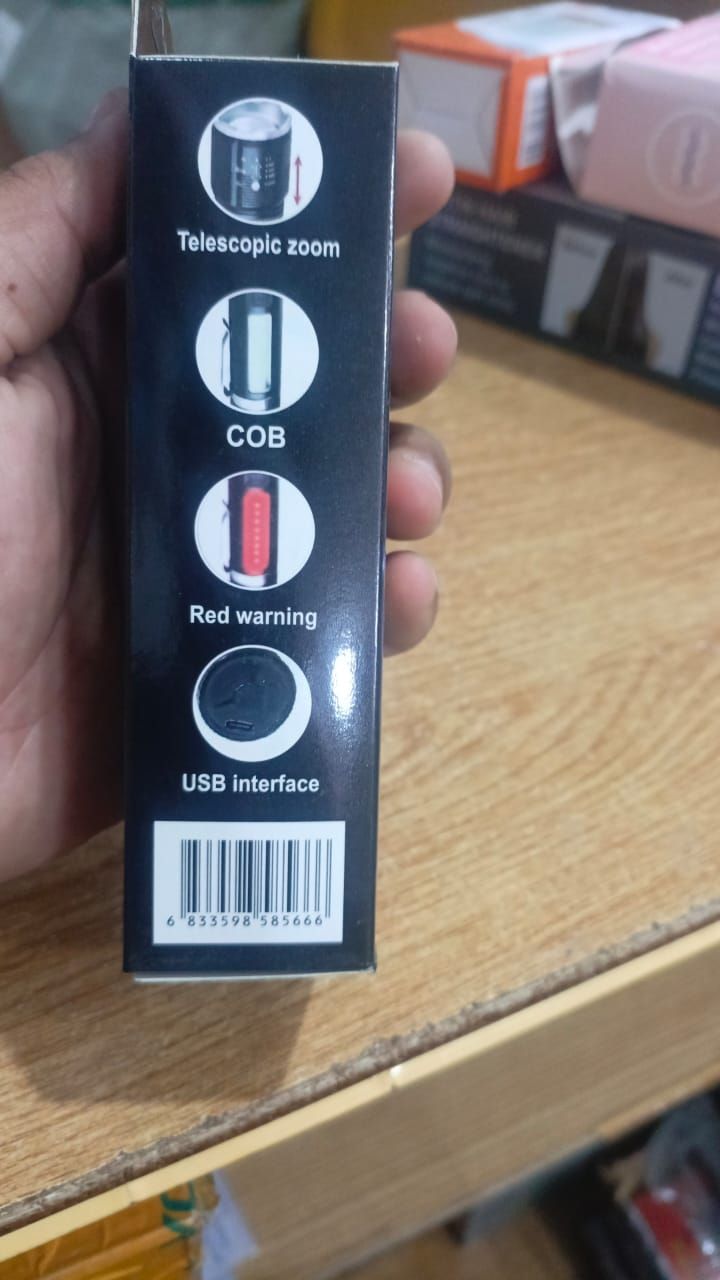 Telescopic zoom
COB
Red warning
USB interface
6 833598 585666